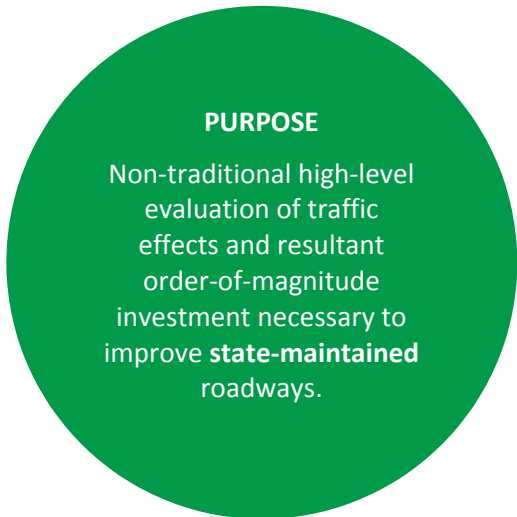 PURPOSE
Non-traditional high-level
evaluation of traffic
effects and resultant
order-of-magnitude
investment necessary to
improve state-maintained
roadways.